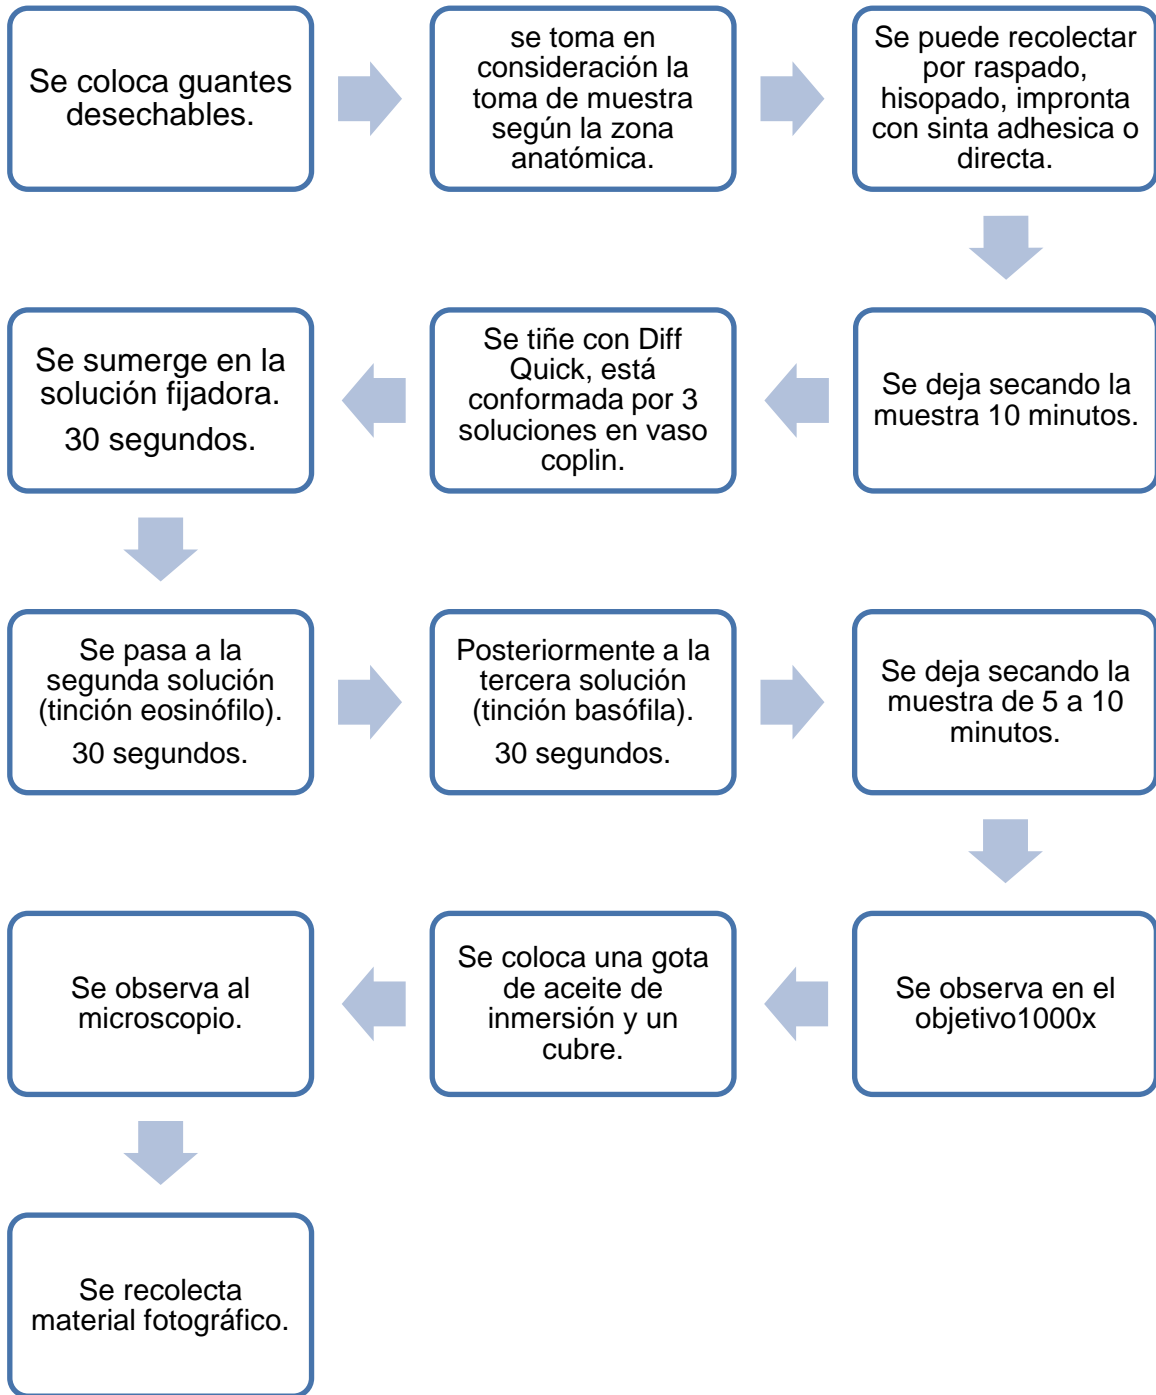 Se coloca guantes
desechables.
se toma en
consideración la
toma de muestra
según la zona
anatómica.
Se puede recolectar
por raspado,
hisopado, impronta
con sinta adhesica o
directa.
Se deja secando la
muestra 10 minutos.
Se tiñe con Diff
Quick, está
conformada por 3
soluciones en vaso
coplin.
Se sumerge en la
solución fijadora.
30 segundos.
Se pasa a la
segunda solución
(tinción eosinófilo).
30 segundos.
Posteriormente a la
tercera solución
(tinción basófila).
30 segundos.
Se deja secando la
muestra de 5 a 10
minutos.
Se observa en el
objetivo1000x
Se coloca una gota
de aceite de
inmersión y un
cubre.
Se observa al
microscopio.
Se recolecta
material fotográfico.